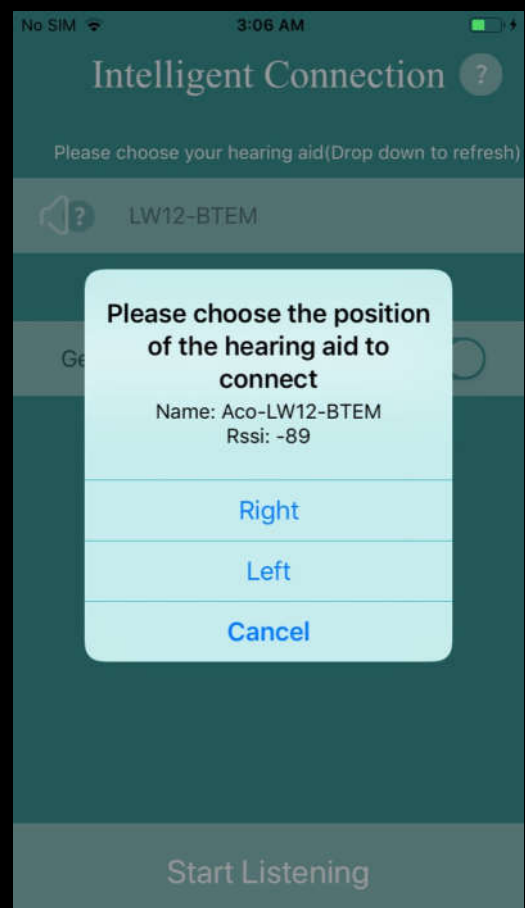 No SIM 3:06 AM
Intelligent Connection ?
Please choose your hearing aid(Drop down to refresh)
? LW12-BTEM
Please choose the position
of the hearing aid to
connect
Name: Aco-LW12-BTEM
Rssi: -89
Ge
Right
Left
Cancel
Start Listening